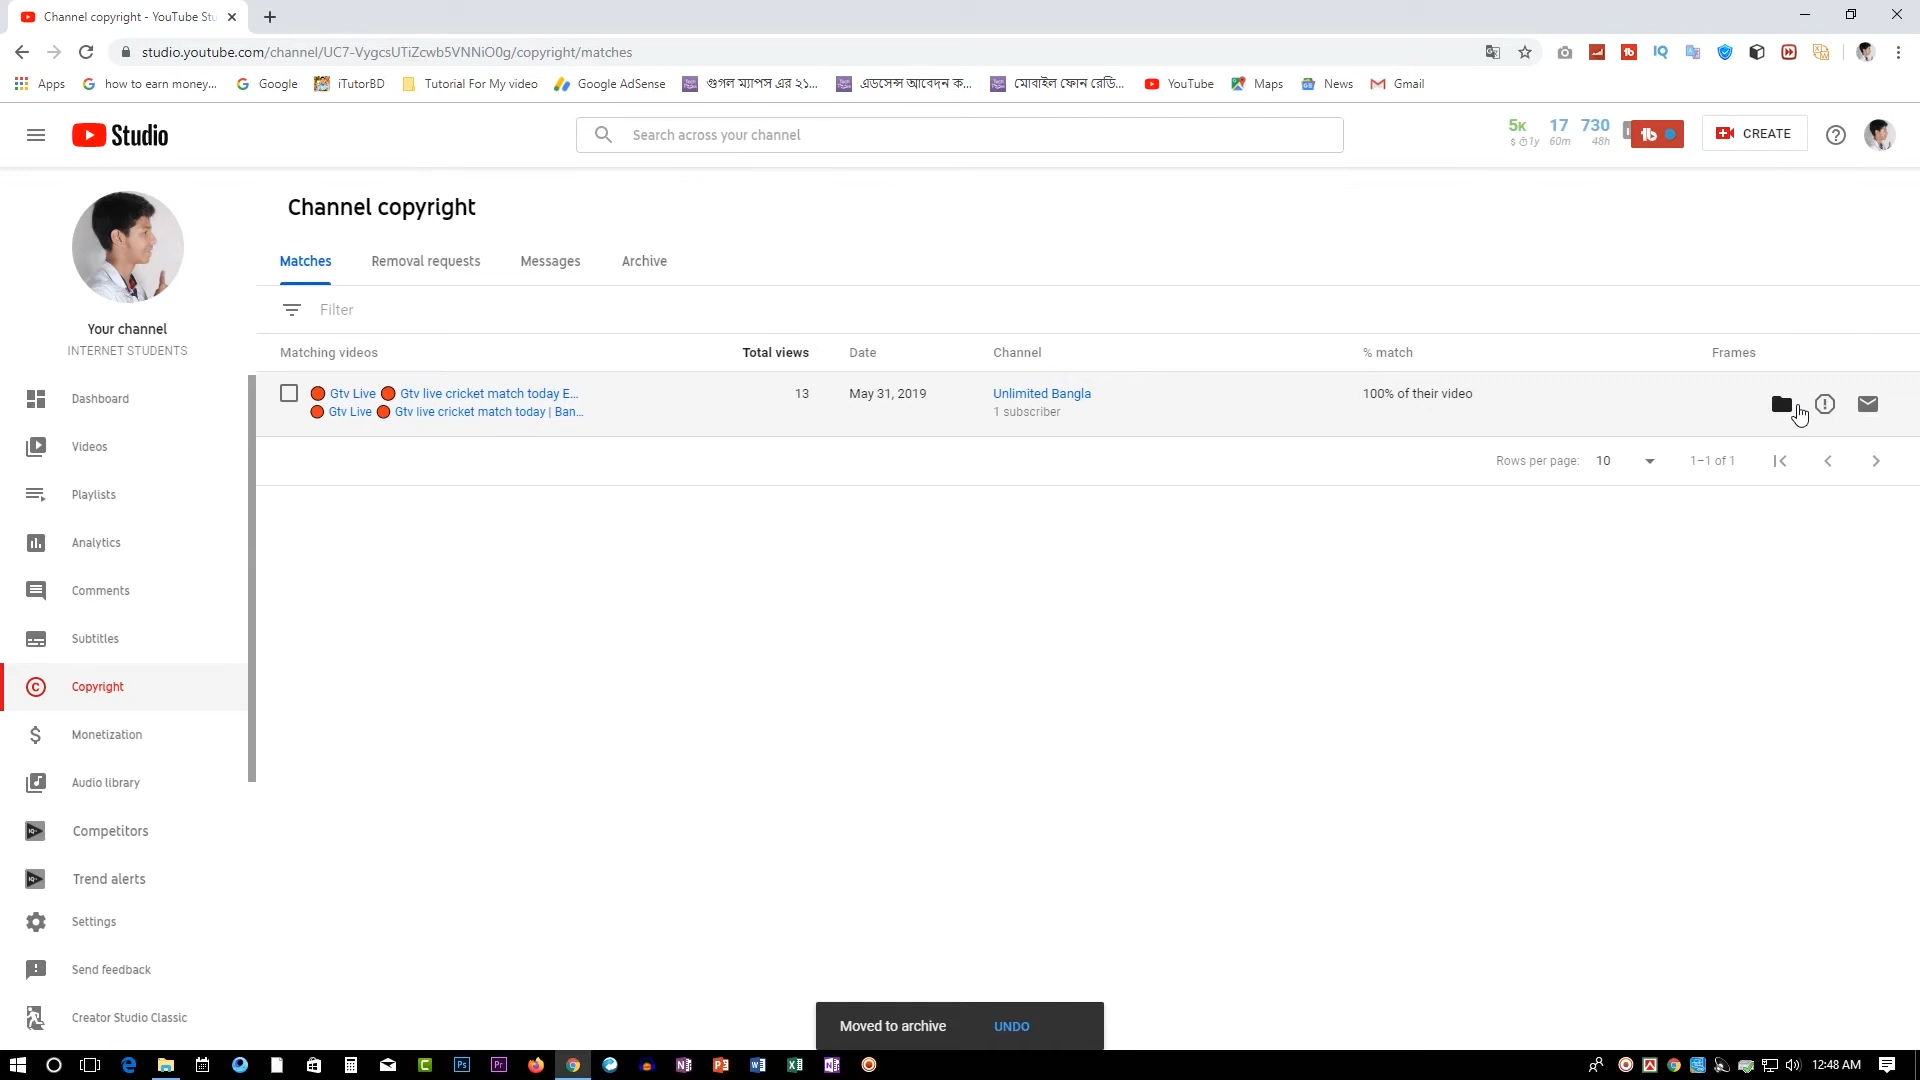 Channel copyright - YouTube Stu
studio.youtube.com/channel/UC7-VygcsUTiZcwb5VNNiO0g/copyright/matches
Apps how to earn money... Google iTutorBD Tutorial For My video Google AdSense গুগল ম্যাপস এর ২১... এডসেন্স আবেদন ক... মোবাইল ফোন রেডি... YouTube Maps News Gmail
Studio
Search across your channel
5K 17 730
$ 1y 60m 48h
CREATE
Channel copyright
Matches Removal requests Messages Archive
Filter
Your channel
INTERNET STUDENTS
Matching videos Total views Date Channel % match Frames
Gtv Live Gtv live cricket match today E... 13 May 31, 2019 Unlimited Bangla 100% of their video
Gtv Live Gtv live cricket match today | Ban... 1 subscriber
Rows per page: 10 1–1 of 1
Dashboard
Videos
Playlists
Analytics
Comments
Subtitles
Copyright
Monetization
Audio library
Competitors
Trend alerts
Settings
Send feedback
Creator Studio Classic
Moved to archive UNDO
12:48 AM